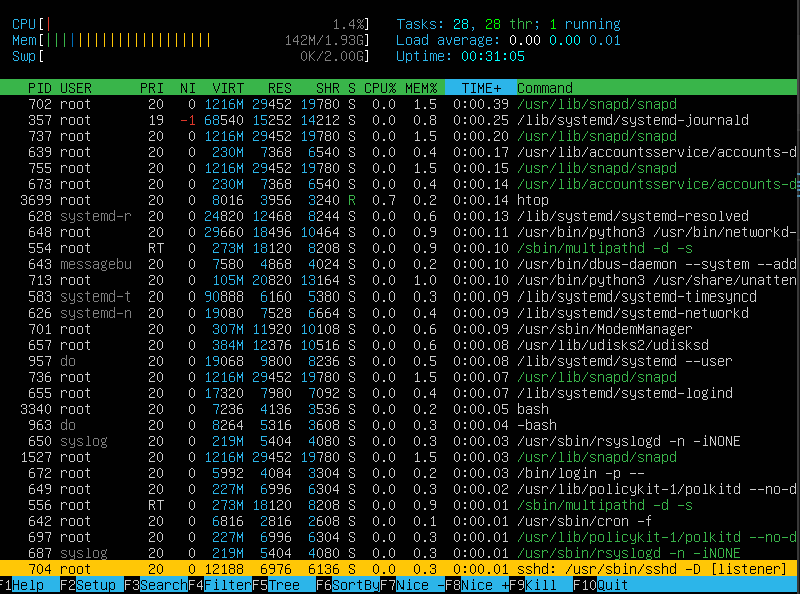 CPU[| 1.4%] Tasks: 28, 28 thr; 1 running
Mem[||||||||||||||||||||| 142M/1.93G] Load average: 0.00 0.00 0.01
Swp[ 0K/2.00G] Uptime: 00:31:05
PID USER PRI NI VIRT RES SHR S CPU% MEM% TIME+ Command
702 root 20 0 1216M 29452 19780 S 0.0 1.5 0:00.39 /usr/lib/snapd/snapd
357 root 19 -1 68540 15252 14212 S 0.0 0.8 0:00.25 /lib/systemd/systemd-journald
737 root 20 0 1216M 29452 19780 S 0.0 1.5 0:00.20 /usr/lib/snapd/snapd
639 root 20 0 230M 7368 6540 S 0.0 0.4 0:00.17 /usr/lib/accountsservice/accounts-d
755 root 20 0 1216M 29452 19780 S 0.0 1.5 0:00.15 /usr/lib/snapd/snapd
673 root 20 0 230M 7368 6540 S 0.0 0.4 0:00.14 /usr/lib/accountsservice/accounts-d
3699 root 20 0 8016 3956 3240 R 0.7 0.2 0:00.14 htop
628 systemd-r 20 0 24820 12468 8244 S 0.0 0.6 0:00.13 /lib/systemd/systemd-resolved
648 root 20 0 29660 18496 10464 S 0.0 0.9 0:00.11 /usr/bin/python3 /usr/bin/networkd-
554 root RT 0 273M 18120 8208 S 0.0 0.9 0:00.10 /sbin/multipathd -d -s
643 messagebu 20 0 7580 4868 4024 S 0.0 0.2 0:00.10 /usr/bin/dbus-daemon --system --add
713 root 20 0 105M 20820 13164 S 0.0 1.0 0:00.10 /usr/bin/python3 /usr/share/unatten
583 systemd-t 20 0 90888 6160 5380 S 0.0 0.3 0:00.09 /lib/systemd/systemd-timesyncd
626 systemd-n 20 0 19080 7528 6664 S 0.0 0.4 0:00.09 /lib/systemd/systemd-networkd
701 root 20 0 307M 11920 10108 S 0.0 0.6 0:00.09 /usr/sbin/ModemManager
657 root 20 0 384M 12376 10516 S 0.0 0.6 0:00.08 /usr/lib/udisks2/udisksd
957 do 20 0 19068 9800 8236 S 0.0 0.5 0:00.08 /lib/systemd/systemd --user
736 root 20 0 1216M 29452 19780 S 0.0 1.5 0:00.07 /usr/lib/snapd/snapd
655 root 20 0 17320 7980 7092 S 0.0 0.4 0:00.07 /lib/systemd/systemd-logind
3340 root 20 0 7236 4136 3536 S 0.0 0.2 0:00.05 bash
963 do 20 0 8264 5316 3608 S 0.0 0.3 0:00.04 -bash
650 syslog 20 0 219M 5404 4080 S 0.0 0.3 0:00.03 /usr/sbin/rsyslogd -n -iNONE
1527 root 20 0 1216M 29452 19780 S 0.0 1.5 0:00.03 /usr/lib/snapd/snapd
672 root 20 0 5992 4084 3304 S 0.0 0.2 0:00.03 /bin/login -p --
649 root 20 0 227M 6996 6304 S 0.0 0.3 0:00.02 /usr/lib/policykit-1/polkitd --no-d
556 root RT 0 273M 18120 8208 S 0.0 0.9 0:00.01 /sbin/multipathd -d -s
642 root 20 0 6816 2816 2608 S 0.0 0.1 0:00.01 /usr/sbin/cron -f
697 root 20 0 227M 6996 6304 S 0.0 0.3 0:00.01 /usr/lib/policykit-1/polkitd --no-d
687 syslog 20 0 219M 5404 4080 S 0.0 0.3 0:00.01 /usr/sbin/rsyslogd -n -iNONE
704 root 20 0 12188 6976 6136 S 0.0 0.3 0:00.01 sshd: /usr/sbin/sshd -D [listener]
F1Help F2Setup F3SearchF4FilterF5Tree F6SortByF7Nice -F8Nice +F9Kill F10Quit